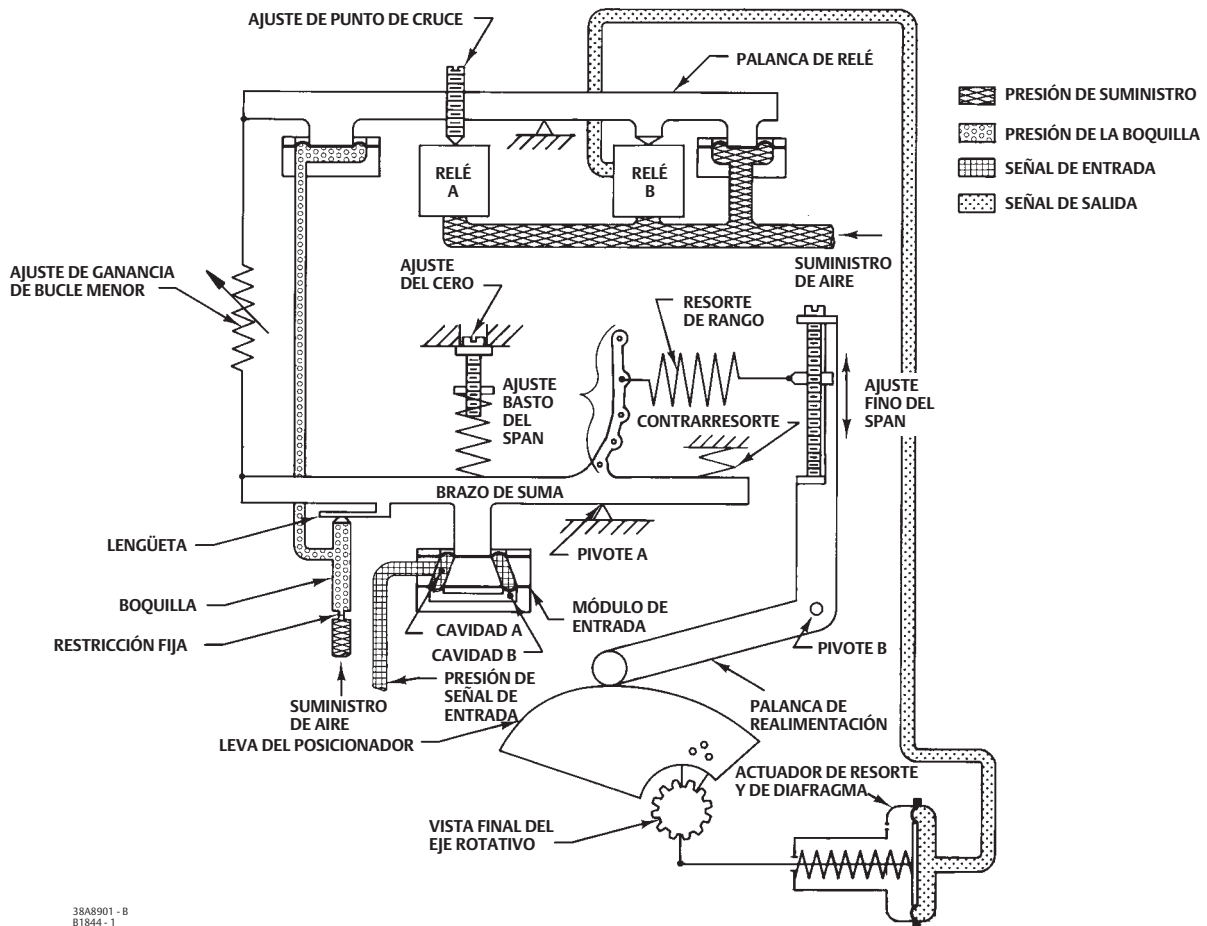 AJUSTE DE PUNTO DE CRUCE
PALANCA DE RELÉ
PRESIÓN DE SUMINISTRO
PRESIÓN DE LA BOQUILLA
SEÑAL DE ENTRADA
SEÑAL DE SALIDA
RELÉ
A
RELÉ
B
SUMINISTRO
DE AIRE
AJUSTE DE GANANCIA
DE BUCLE MENOR
AJUSTE
DEL CERO
RESORTE
DE RANGO
AJUSTE
BASTO
DEL
SPAN
AJUSTE
FINO DEL
SPAN
CONTRARRESORTE
BRAZO DE SUMA
LENGÜETA
PIVOTE A
BOQUILLA
MÓDULO DE
ENTRADA
CAVIDAD A
CAVIDAD B
RESTRICCIÓN FIJA
PIVOTE B
SUMINISTRO
DE AIRE
PRESIÓN DE
SEÑAL DE
ENTRADA
PALANCA DE
REALIMENTACIÓN
LEVA DEL POSICIONADOR
ACTUADOR DE RESORTE
Y DE DIAFRAGMA
VISTA FINAL DEL
EJE ROTATIVO
38A8901 - B
B1844 - 1